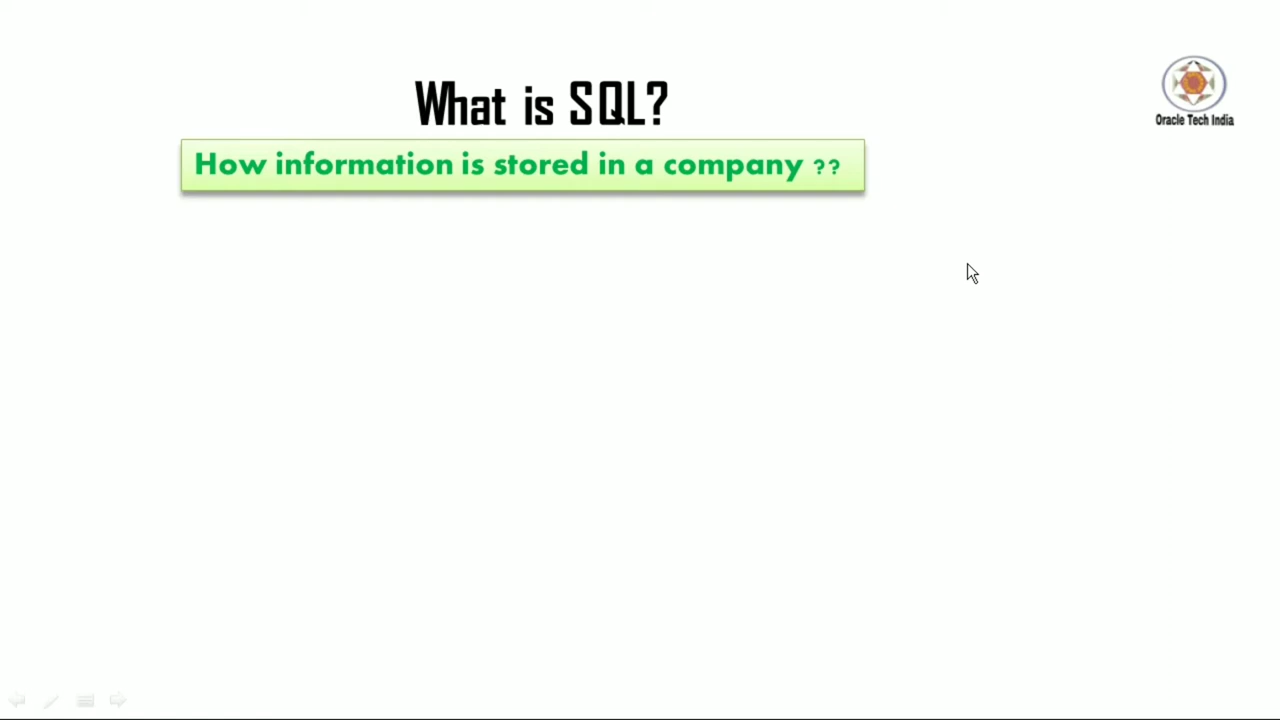 What is SQL?
Oracle Tech India
How information is stored in a company ??